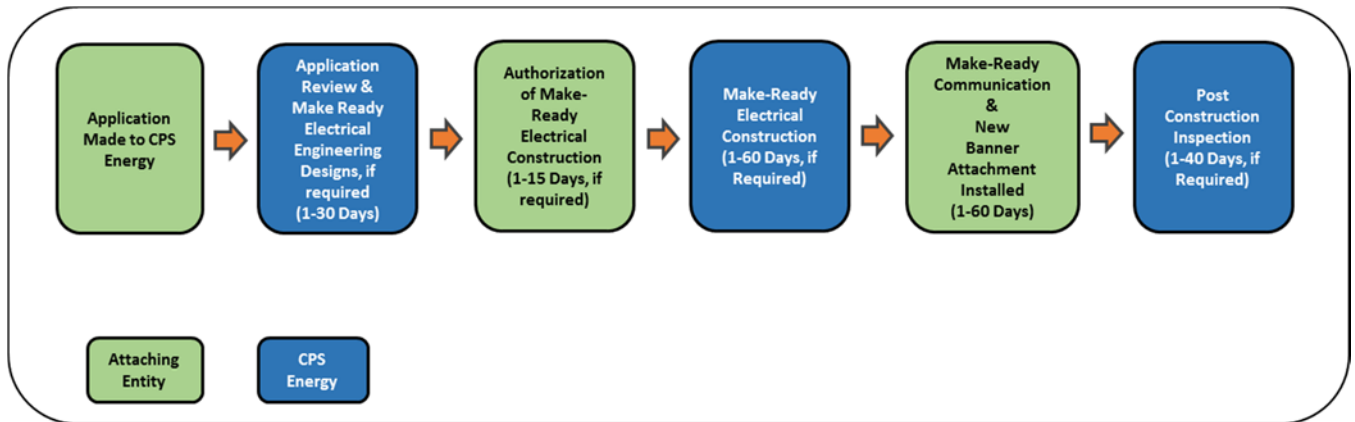 Application
Made to CPS
Energy
Application
Review &
Make Ready
Electrical
Engineering
Designs, if
required
(1-30 Days)
Authorization
of Make-
Ready
Electrical
Construction
(1-15 Days, if
required)
Make-Ready
Electrical
Construction
(1-60 Days, if
Required)
Make-Ready
Communication
&
New
Banner
Attachment
Installed
(1-60 Days)
Post
Construction
Inspection
(1-40 Days, if
Required)
Attaching
Entity
CPS
Energy